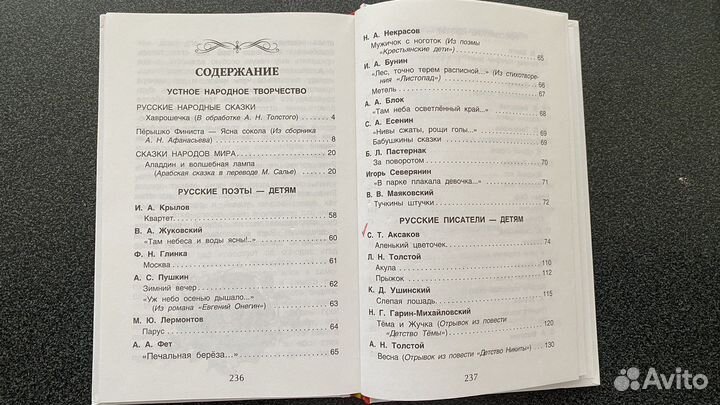 СОДЕРЖАНИЕ
УСТНОЕ НАРОДНОЕ ТВОРЧЕСТВО
РУССКИЕ НАРОДНЫЕ СКАЗКИ
Хаврошечка (В обработке А. Н. Толстого) . . . . . 4
Пёрышко Финиста — Ясна сокола (Из сборника
А. Н. Афанасьева) . . . . . 8
СКАЗКИ НАРОДОВ МИРА . . . . . 20
Аладдин и волшебная лампа
(Арабская сказка в переводе М. Салье) . . . . . 20
РУССКИЕ ПОЭТЫ — ДЕТЯМ
И. А. Крылов
Квартет . . . . . 58
В. А. Жуковский
"Там небеса и воды ясны!.." . . . . . 60
Ф. Н. Глинка
Москва . . . . . 61
А. С. Пушкин
Зимний вечер . . . . . 62
"Уж небо осенью дышало..."
(Из романа «Евгений Онегин») . . . . . 63
М. Ю. Лермонтов
Парус . . . . . 64
А. А. Фет
«Печальная берёза...» . . . . . 65
236
Н. А. Некрасов
Мужичок с ноготок (Из поэмы
«Крестьянские дети») . . . . . 65
И. А. Бунин
«Лес, точно терем расписной...» (Из стихотворе-
ния «Листопад») . . . . . 66
Метель . . . . . 67
А. А. Блок
«Там неба осветлённый край...» . . . . . 68
С. А. Есенин
«Нивы сжаты, рощи голы...» . . . . . 69
Бабушкины сказки . . . . .
Б. Л. Пастернак
За поворотом . . . . . 70
Игорь Северянин
«В парке плакала девочка...» . . . . . 71
В. В. Маяковский
Тучкины штучки . . . . . 72
РУССКИЕ ПИСАТЕЛИ — ДЕТЯМ
С. Т. Аксаков
Аленький цветочек . . . . . 74
Л. Н. Толстой
Акула . . . . . 110
Прыжок . . . . . 112
К. Д. Ушинский
Слепая лошадь . . . . . 115
Н. Г. Гарин-Михайловский
Тёма и Жучка (Отрывок из повести
«Детство Тёмы») . . . . . 120
А. Н. Толстой
Весна (Отрывок из повести «Детство Никиты») . . . . . 130
237
Avito